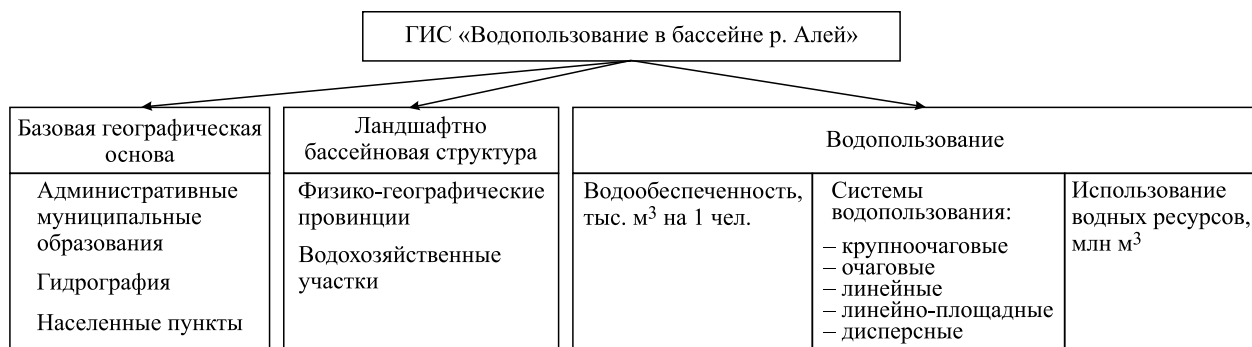 ГИС «Водопользование в бассейне р. Алей»
Базовая географическая
основа
Административные
муниципальные
образования
Гидрография
Населенные пункты
Ландшафтно
бассейновая структура
Физико-географические
провинции
Водохозяйственные
участки
Водопользование
Водообеспеченность,
тыс. м³ на 1 чел.
Системы
водопользования:
– крупноочаговые
– очаговые
– линейные
– линейно-площадные
– дисперсные
Использование
водных ресурсов,
млн м³